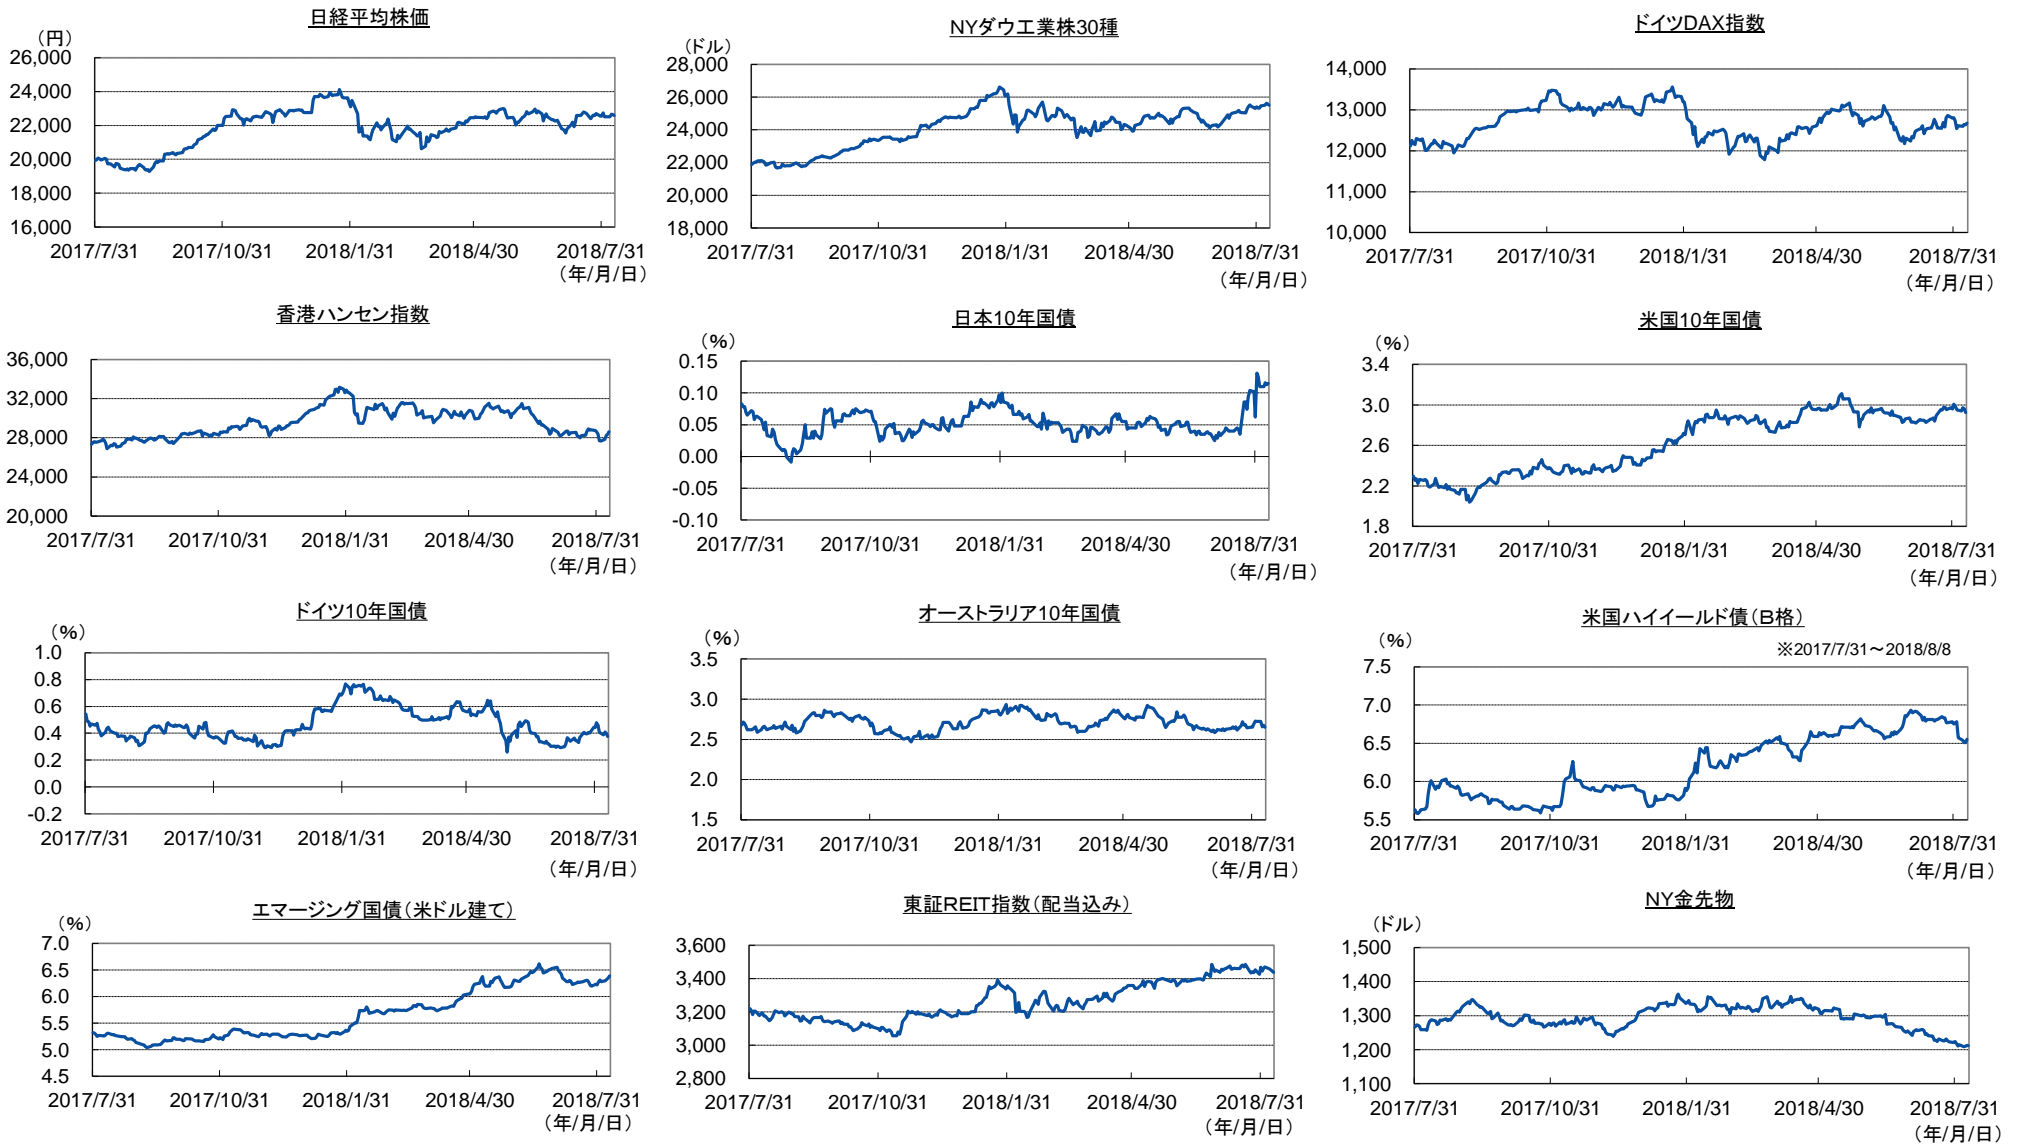 日経平均株価
（円）
26,000
24,000
22,000
20,000
18,000
16,000
2017/7/31 2017/10/31 2018/1/31 2018/4/30 2018/7/31
（年/月/日）
NYダウ工業株30種
（ドル）
28,000
26,000
24,000
22,000
20,000
18,000
2017/7/31 2017/10/31 2018/1/31 2018/4/30 2018/7/31
（年/月/日）
ドイツDAX指数
14,000
13,000
12,000
11,000
10,000
2017/7/31 2017/10/31 2018/1/31 2018/4/30 2018/7/31
（年/月/日）
香港ハンセン指数
36,000
32,000
28,000
24,000
20,000
2017/7/31 2017/10/31 2018/1/31 2018/4/30 2018/7/31
（年/月/日）
日本10年国債
（%）
0.15
0.10
0.05
0.00
-0.05
-0.10
2017/7/31 2017/10/31 2018/1/31 2018/4/30 2018/7/31
（年/月/日）
米国10年国債
（%）
3.4
3.0
2.6
2.2
1.8
2017/7/31 2017/10/31 2018/1/31 2018/4/30 2018/7/31
（年/月/日）
ドイツ10年国債
（%）
1.0
0.8
0.6
0.4
0.2
0.0
-0.2
2017/7/31 2017/10/31 2018/1/31 2018/4/30 2018/7/31
（年/月/日）
オーストラリア10年国債
（%）
3.5
3.0
2.5
2.0
1.5
2017/7/31 2017/10/31 2018/1/31 2018/4/30 2018/7/31
（年/月/日）
米国ハイイールド債（B格）
（%）
※2017/7/31～2018/8/8
7.5
7.0
6.5
6.0
5.5
2017/7/31 2017/10/31 2018/1/31 2018/4/30 2018/7/31
（年/月/日）
エマージング国債（米ドル建て）
（%）
7.0
6.5
6.0
5.5
5.0
4.5
2017/7/31 2017/10/31 2018/1/31 2018/4/30 2018/7/31
（年/月/日）
東証REIT指数（配当込み）
3,600
3,400
3,200
3,000
2,800
2017/7/31 2017/10/31 2018/1/31 2018/4/30 2018/7/31
（年/月/日）
NY金先物
（ドル）
1,500
1,400
1,300
1,200
1,100
2017/7/31 2017/10/31 2018/1/31 2018/4/30 2018/7/31
（年/月/日）